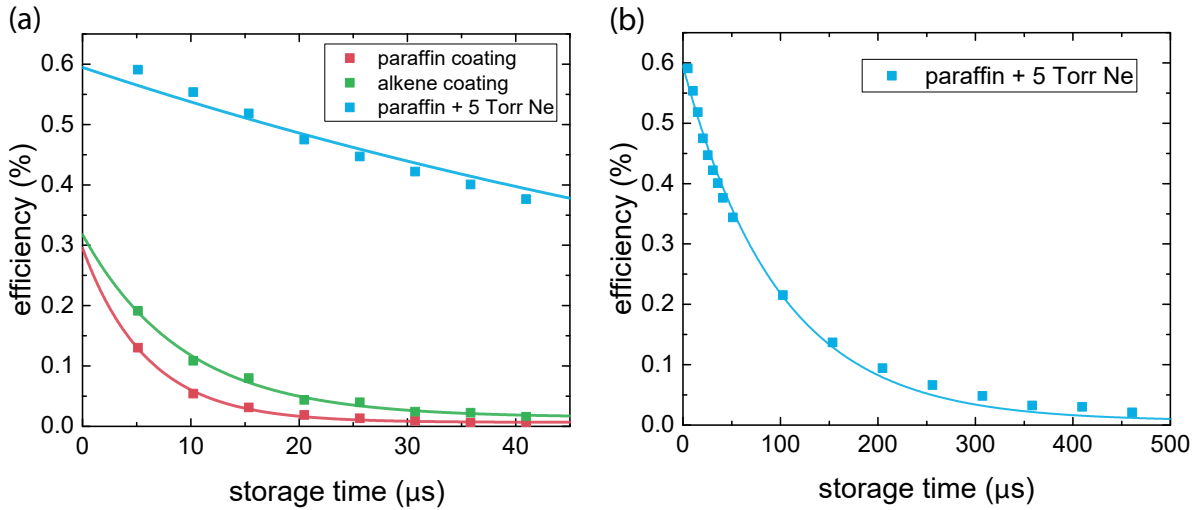 (a)
efficiency (%)
0.6
0.5
0.4
0.3
0.2
0.1
0.0
paraffin coating
alkene coating
paraffin + 5 Torr Ne
0 10 20 30 40
storage time (μs)
(b)
efficiency (%)
0.6
0.5
0.4
0.3
0.2
0.1
0.0
paraffin + 5 Torr Ne
0 100 200 300 400 500
storage time (μs)